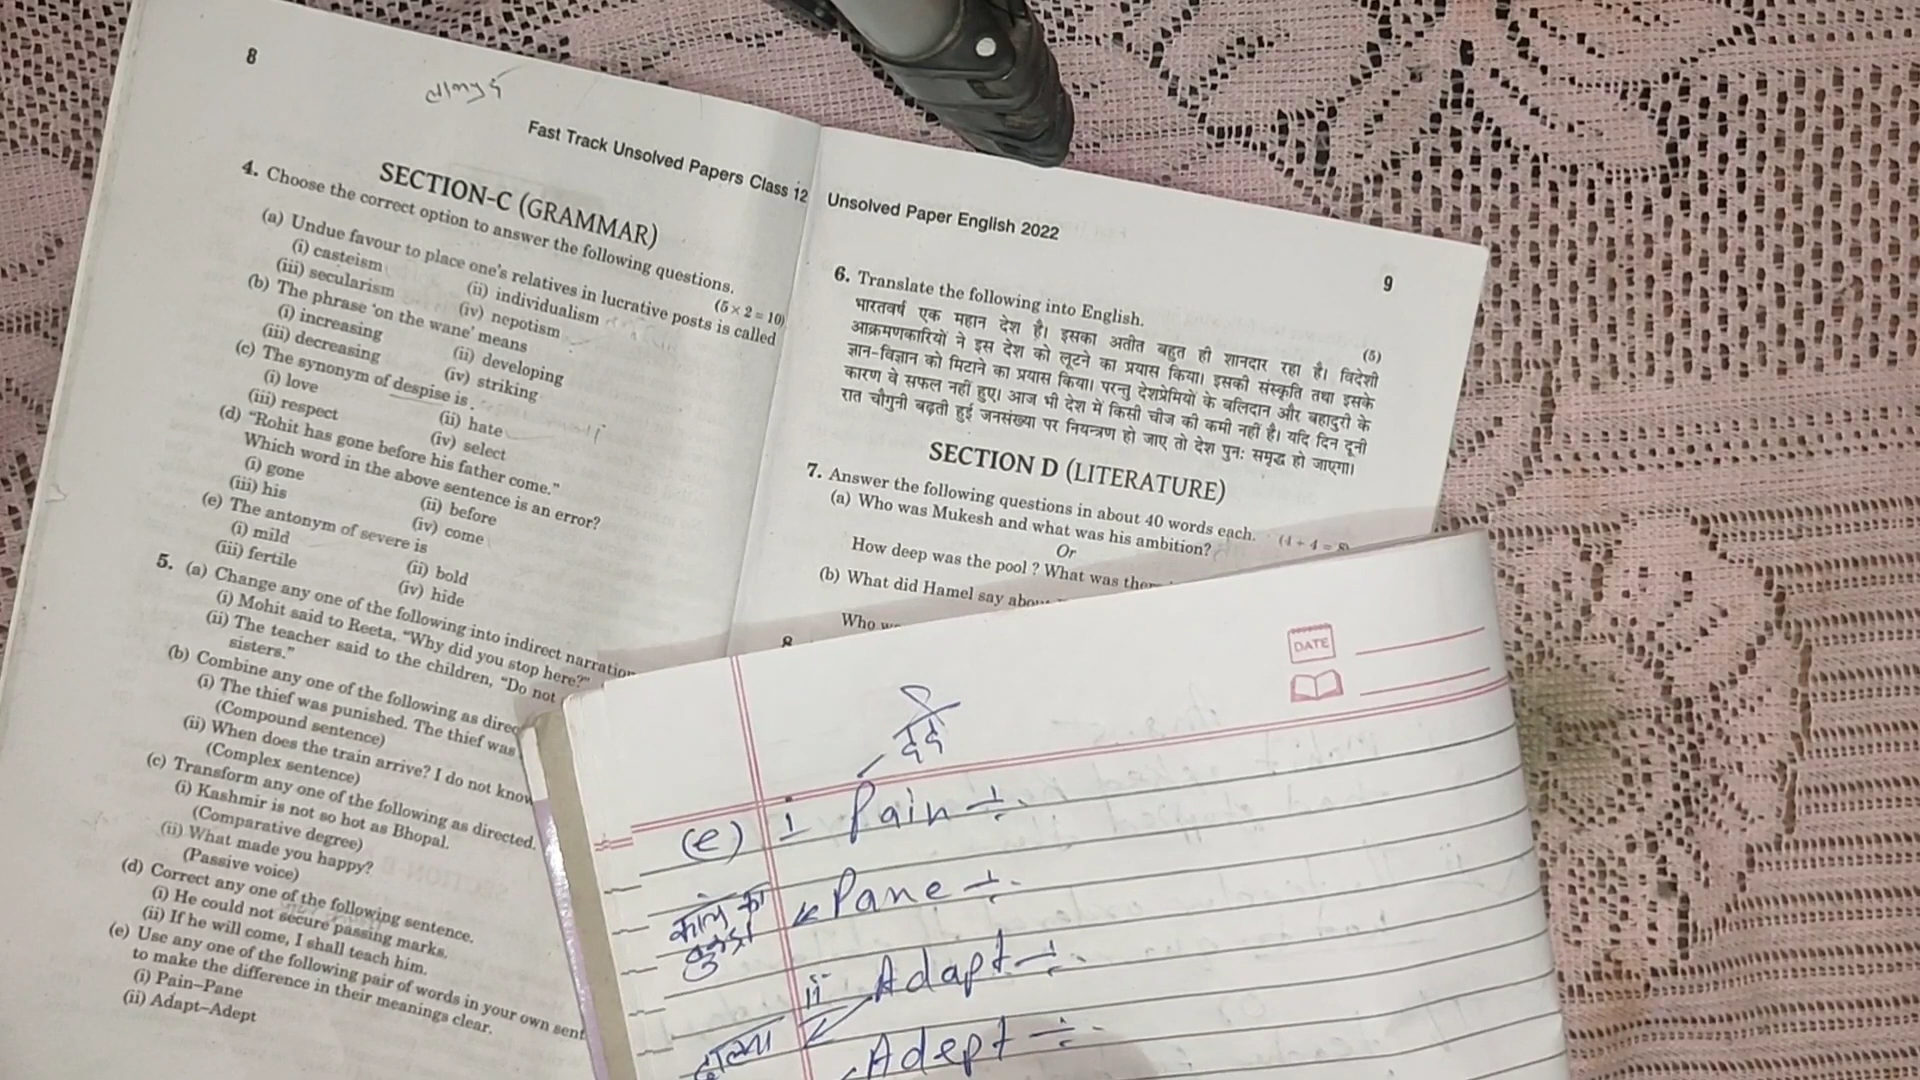 8
Fast Track Unsolved Papers Class 12
SECTION-C (GRAMMAR)
4. Choose the correct option to answer the following questions.
(5 × 2 = 10)
(a) Undue favour to place one's relatives in lucrative posts is called
(i) casteism (ii) individualism
(iii) secularism (iv) nepotism
(b) The phrase 'on the wane' means
(i) increasing (ii) developing
(iii) decreasing (iv) striking
(c) The synonym of despise is
(i) love (ii) hate
(iii) respect (iv) select
(d) "Rohit has gone before his father come."
Which word in the above sentence is an error?
(i) gone (ii) before
(iii) his (iv) come
(e) The antonym of severe is
(i) mild (ii) bold
(iii) fertile (iv) hide
5. (a) Change any one of the following into indirect narration
(i) Mohit said to Reeta, "Why did you stop here?"
(ii) The teacher said to the children, "Do not
sisters."
(b) Combine any one of the following as direc
(i) The thief was punished. The thief was
(Compound sentence)
(ii) When does the train arrive? I do not know
(Complex sentence)
(c) Transform any one of the following as directed.
(i) Kashmir is not so hot as Bhopal.
(Comparative degree)
(ii) What made you happy?
(Passive voice)
(d) Correct any one of the following sentence.
(i) He could not secure passing marks.
(ii) If he will come, I shall teach him.
(e) Use any one of the following pair of words in your own sent
to make the difference in their meanings clear.
(i) Pain–Pane
(ii) Adapt–Adept
Unsolved Paper English 2022
9
6. Translate the following into English.
(5)
भारतवर्ष एक महान देश है। इसका अतीत बहुत ही शानदार रहा है। विदेशी
आक्रमणकारियों ने इस देश को लूटने का प्रयास किया। इसकी संस्कृति तथा इसके
ज्ञान-विज्ञान को मिटाने का प्रयास किया। परन्तु देशप्रेमियों के बलिदान और बहादुरी के
कारण वे सफल नहीं हुए। आज भी देश में किसी चीज की कमी नहीं है। यदि दिन दूनी
रात चौगुनी बढ़ती हुई जनसंख्या पर नियन्त्रण हो जाए तो देश पुनः समृद्ध हो जाएगा।
SECTION D (LITERATURE)
7. Answer the following questions in about 40 words each. (4 + 4 = 8)
(a) Who was Mukesh and what was his ambition?
Or
How deep was the pool ? What was ther
(b) What did Hamel say abou
Who w
8
DATE
दर्द
(e) i Pain ÷.
Pane ÷.
ii Adapt ÷.
Adept ÷.